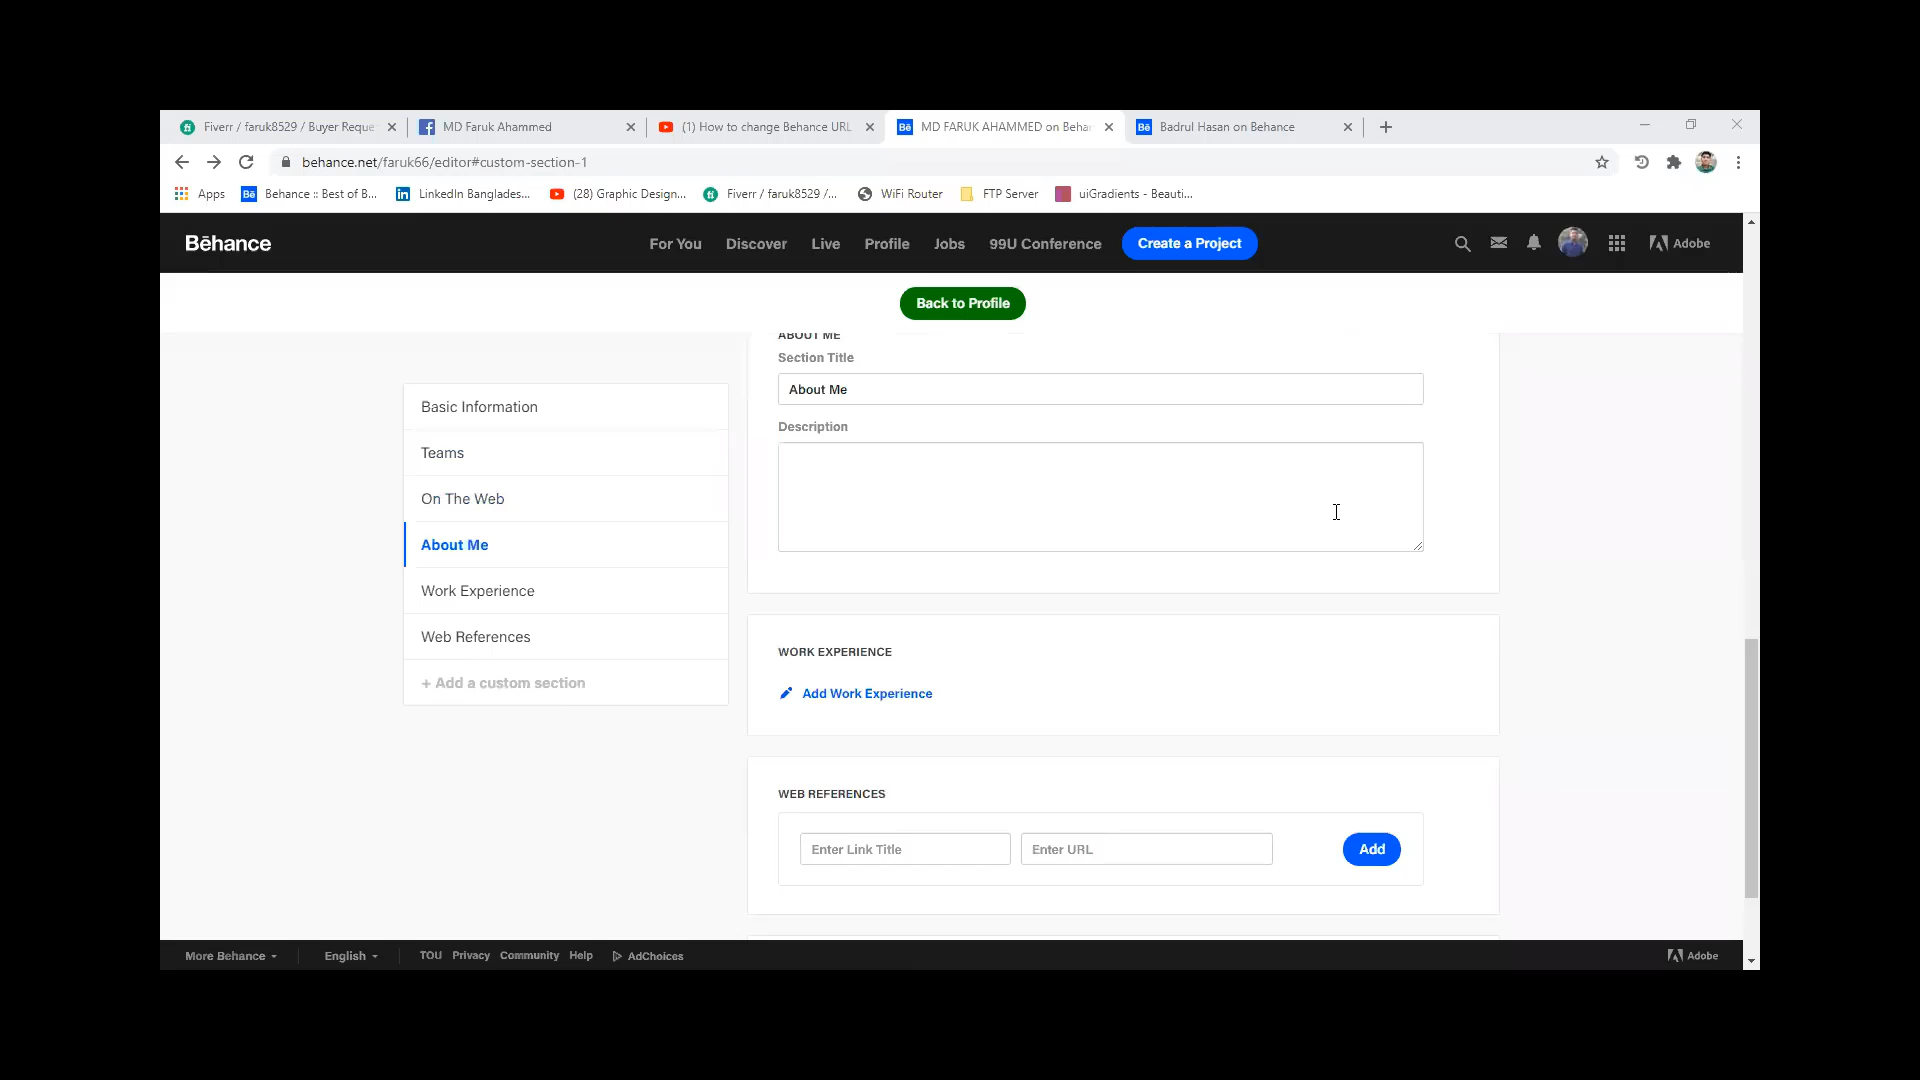 Fiverr / faruk8529 / Buyer Reque
MD Faruk Ahammed
(1) How to change Behance URL
MD FARUK AHAMMED on Behan
Badrul Hasan on Behance
behance.net/faruk66/editor#custom-section-1
Apps
Behance :: Best of B...
LinkedIn Banglades...
(28) Graphic Design...
Fiverr / faruk8529 /...
WiFi Router
FTP Server
uiGradients - Beauti...
Bēhance
For You
Discover
Live
Profile
Jobs
99U Conference
Create a Project
Adobe
Back to Profile
Basic Information
Teams
On The Web
About Me
Work Experience
Web References
+ Add a custom section
ABOUT ME
Section Title
About Me
Description
WORK EXPERIENCE
Add Work Experience
WEB REFERENCES
Enter Link Title
Enter URL
Add
More Behance
English
TOU
Privacy
Community
Help
AdChoices
Adobe